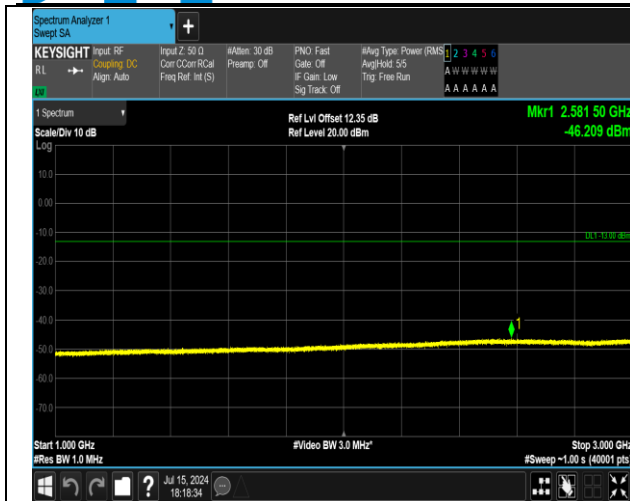 Spectrum Analyzer 1
Swept SA
+
KEYSIGHT
RL
LXI
Input: RF
Coupling: DC
Align: Auto
Input Z: 50 Ω
Corr CCorr RCal
Freq Ref: Int (S)
#Atten: 30 dB
Preamp: Off
PNO: Fast
Gate: Off
IF Gain: Low
Sig Track: Off
#Avg Type: Power (RMS
Avg|Hold: 5/5
Trig: Free Run
1 2 3 4 5 6
A W W W W W
A A A A A A
1 Spectrum
Scale/Div 10 dB
Log
Ref Lvl Offset 12.35 dB
Ref Level 20.00 dBm
Mkr1 2.581 50 GHz
-46.209 dBm
10.0
0.00
-10.0
DL1 -13.00 dBm
-20.0
-30.0
-40.0
1
-50.0
-60.0
-70.0
Start 1.000 GHz
#Res BW 1.0 MHz
#Video BW 3.0 MHz*
Stop 3.000 GHz
#Sweep ~1.00 s (40001 pts)
?
Jul 15, 2024
18:18:34